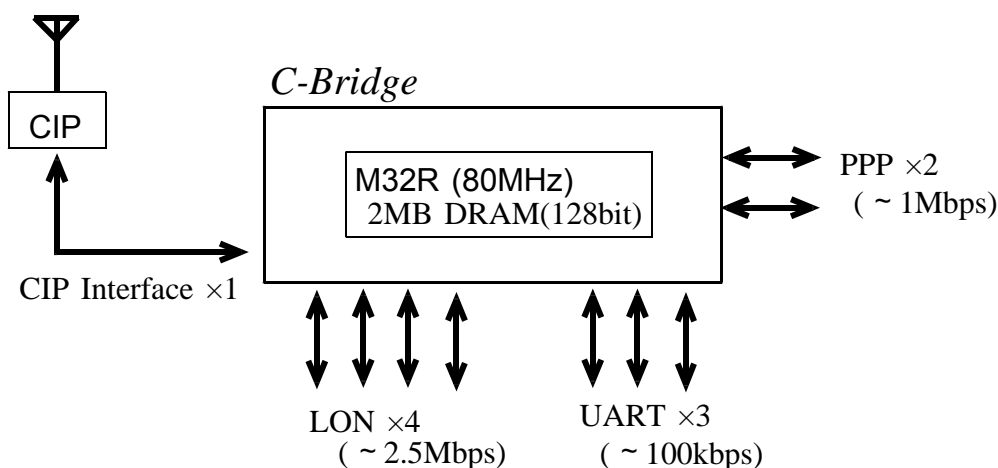 C-Bridge
CIP
M32R (80MHz)
2MB DRAM(128bit)
PPP ×2
( ~ 1Mbps)
CIP Interface ×1
LON ×4
( ~ 2.5Mbps)
UART ×3
( ~ 100kbps)